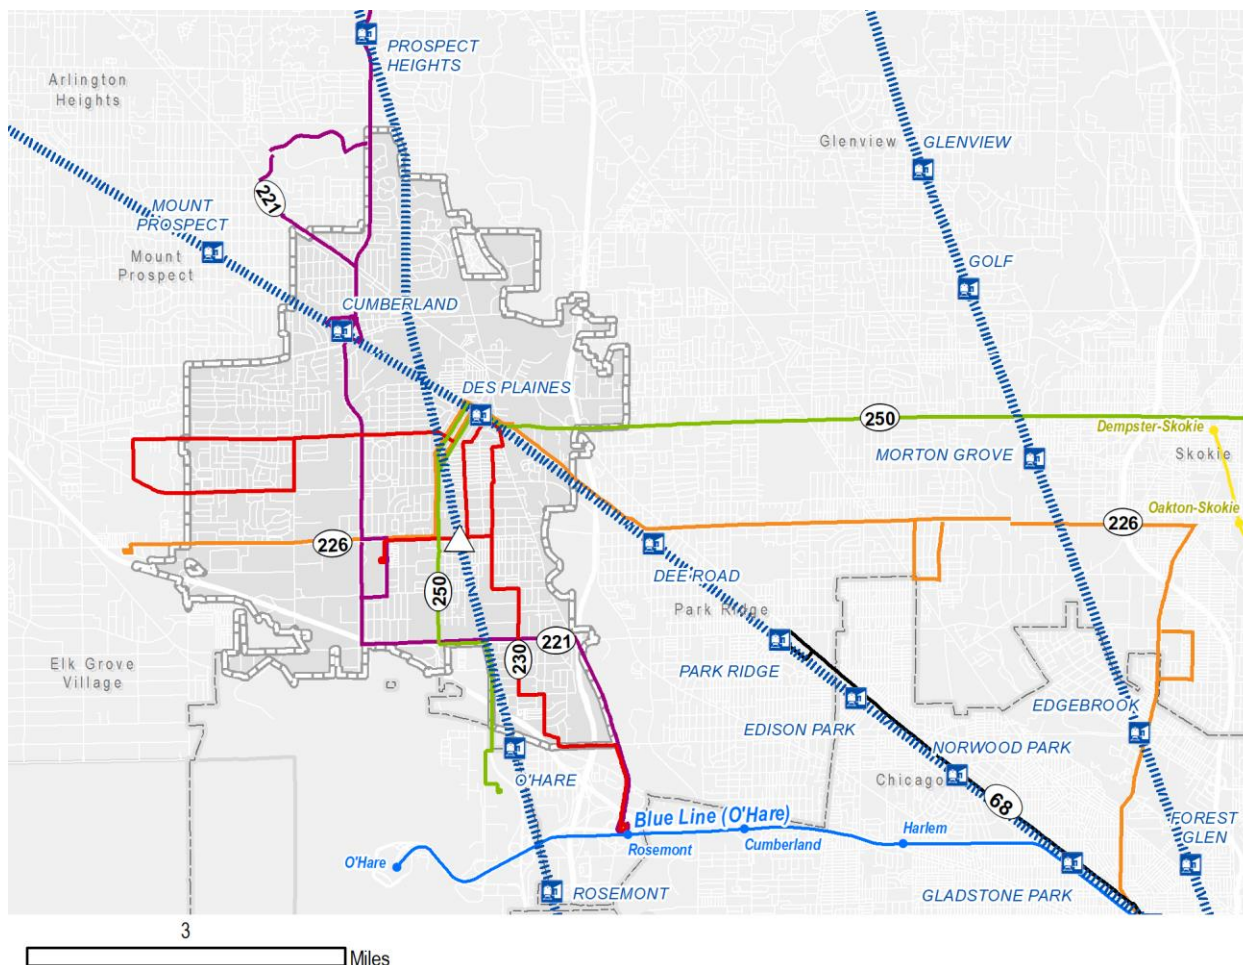 PROSPECT
HEIGHTS
Arlington
Heights
Glenview
GLENVIEW
221
MOUNT
PROSPECT
Mount
Prospect
GOLF
CUMBERLAND
DES PLAINES
250
Dempster-Skokie
MORTON GROVE
Skokie
Oakton-Skokie
226
226
DEE ROAD
250
Park Ridge
221
230
PARK RIDGE
Elk Grove
Village
EDGEBROOK
EDISON PARK
NORWOOD PARK
O'HARE
Chicago
68
Blue Line (O'Hare)
FOREST
GLEN
Harlem
Rosemont
Cumberland
O'Hare
ROSEMONT
GLADSTONE PARK
3
Miles